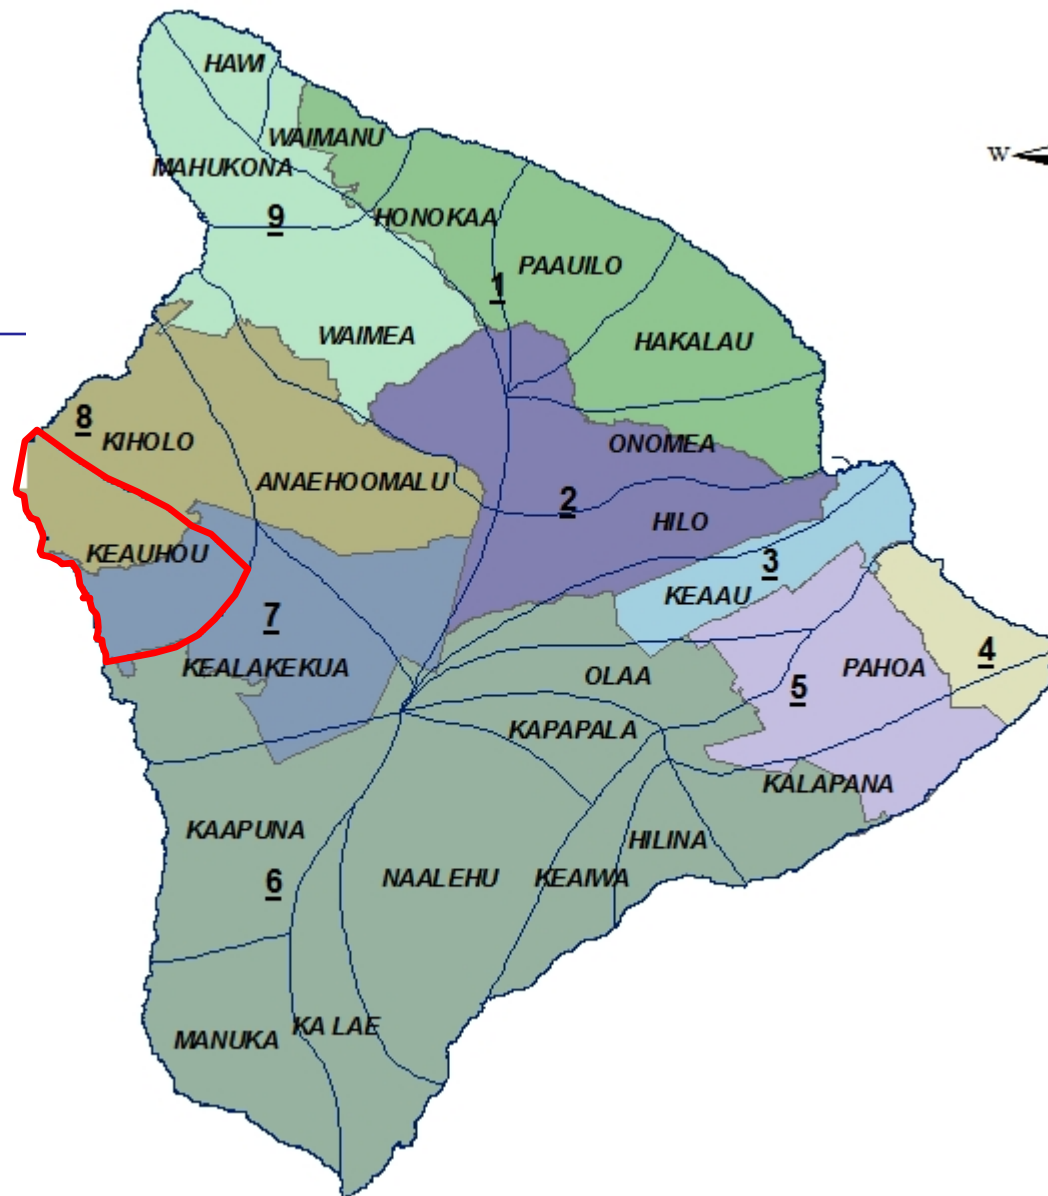 HAWI
WAIMANU
W
MAHUKONA
9
HONOKAA
PAAUILO
1
WAIMEA
HAKALAU
8
KIHOLO
ONOMEA
ANAEHOOMALU
2
HILO
KEAUHOU
3
KEAAU
7
KEALAKEKUA
OLAA
PAHOA
4
5
KAPAPALA
KALAPANA
KAAPUNA
HILINA
6
NAALEHU
KEAIWA
KA LAE
MANUKA